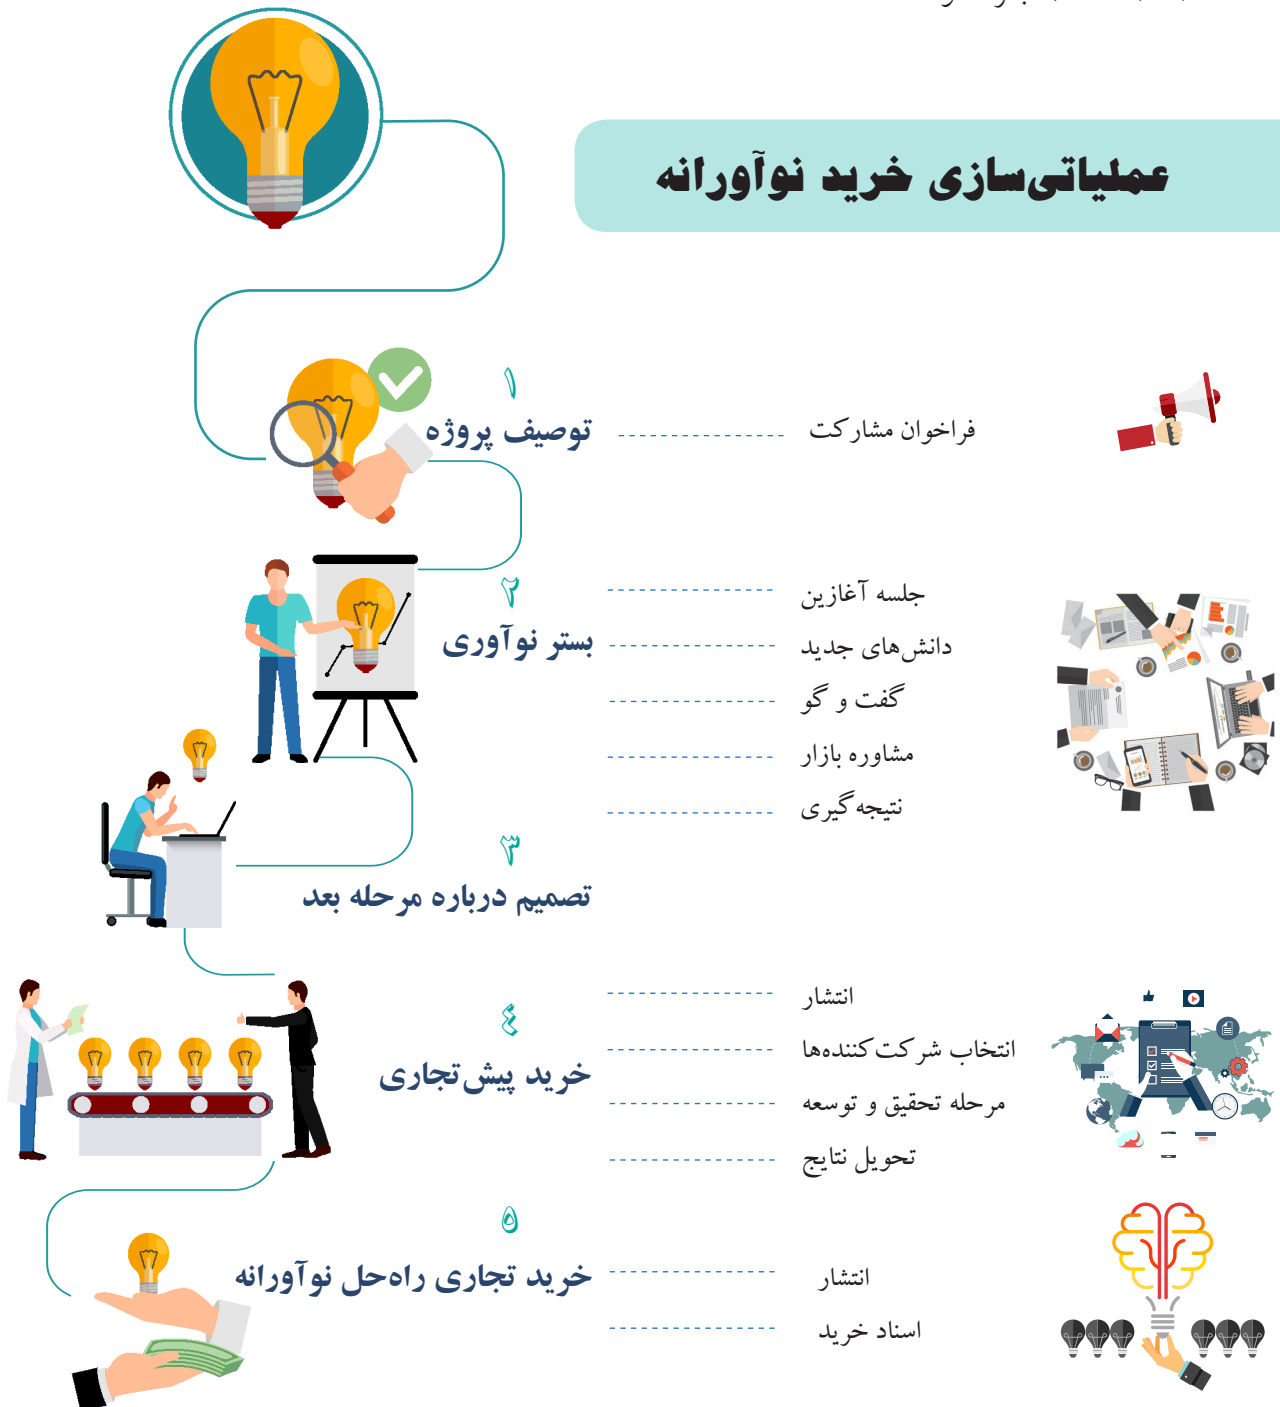 عملیاتی‌سازی خرید نوآورانه
۱
توصیف پروژه
فراخوان مشارکت
۲
بستر نوآوری
جلسه آغازین
دانش‌های جدید
گفت و گو
مشاوره بازار
نتیجه‌گیری
۳
تصمیم درباره مرحله بعد
٤
خرید پیش‌تجاری
انتشار
انتخاب شرکت‌کننده‌ها
مرحله تحقیق و توسعه
تحویل نتایج
۵
خرید تجاری راه‌حل نوآورانه
انتشار
اسناد خرید